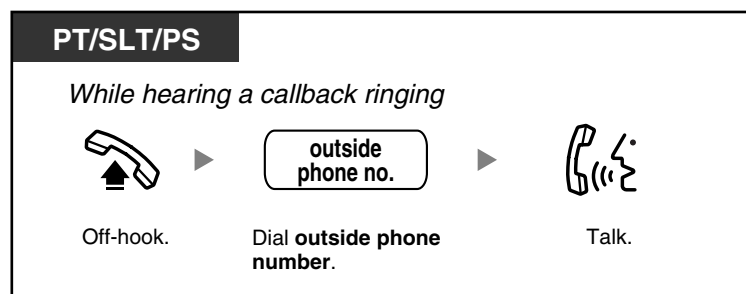 PT/SLT/PS
While hearing a callback ringing
outside
phone no.
Off-hook.
Dial outside phone
number.
Talk.